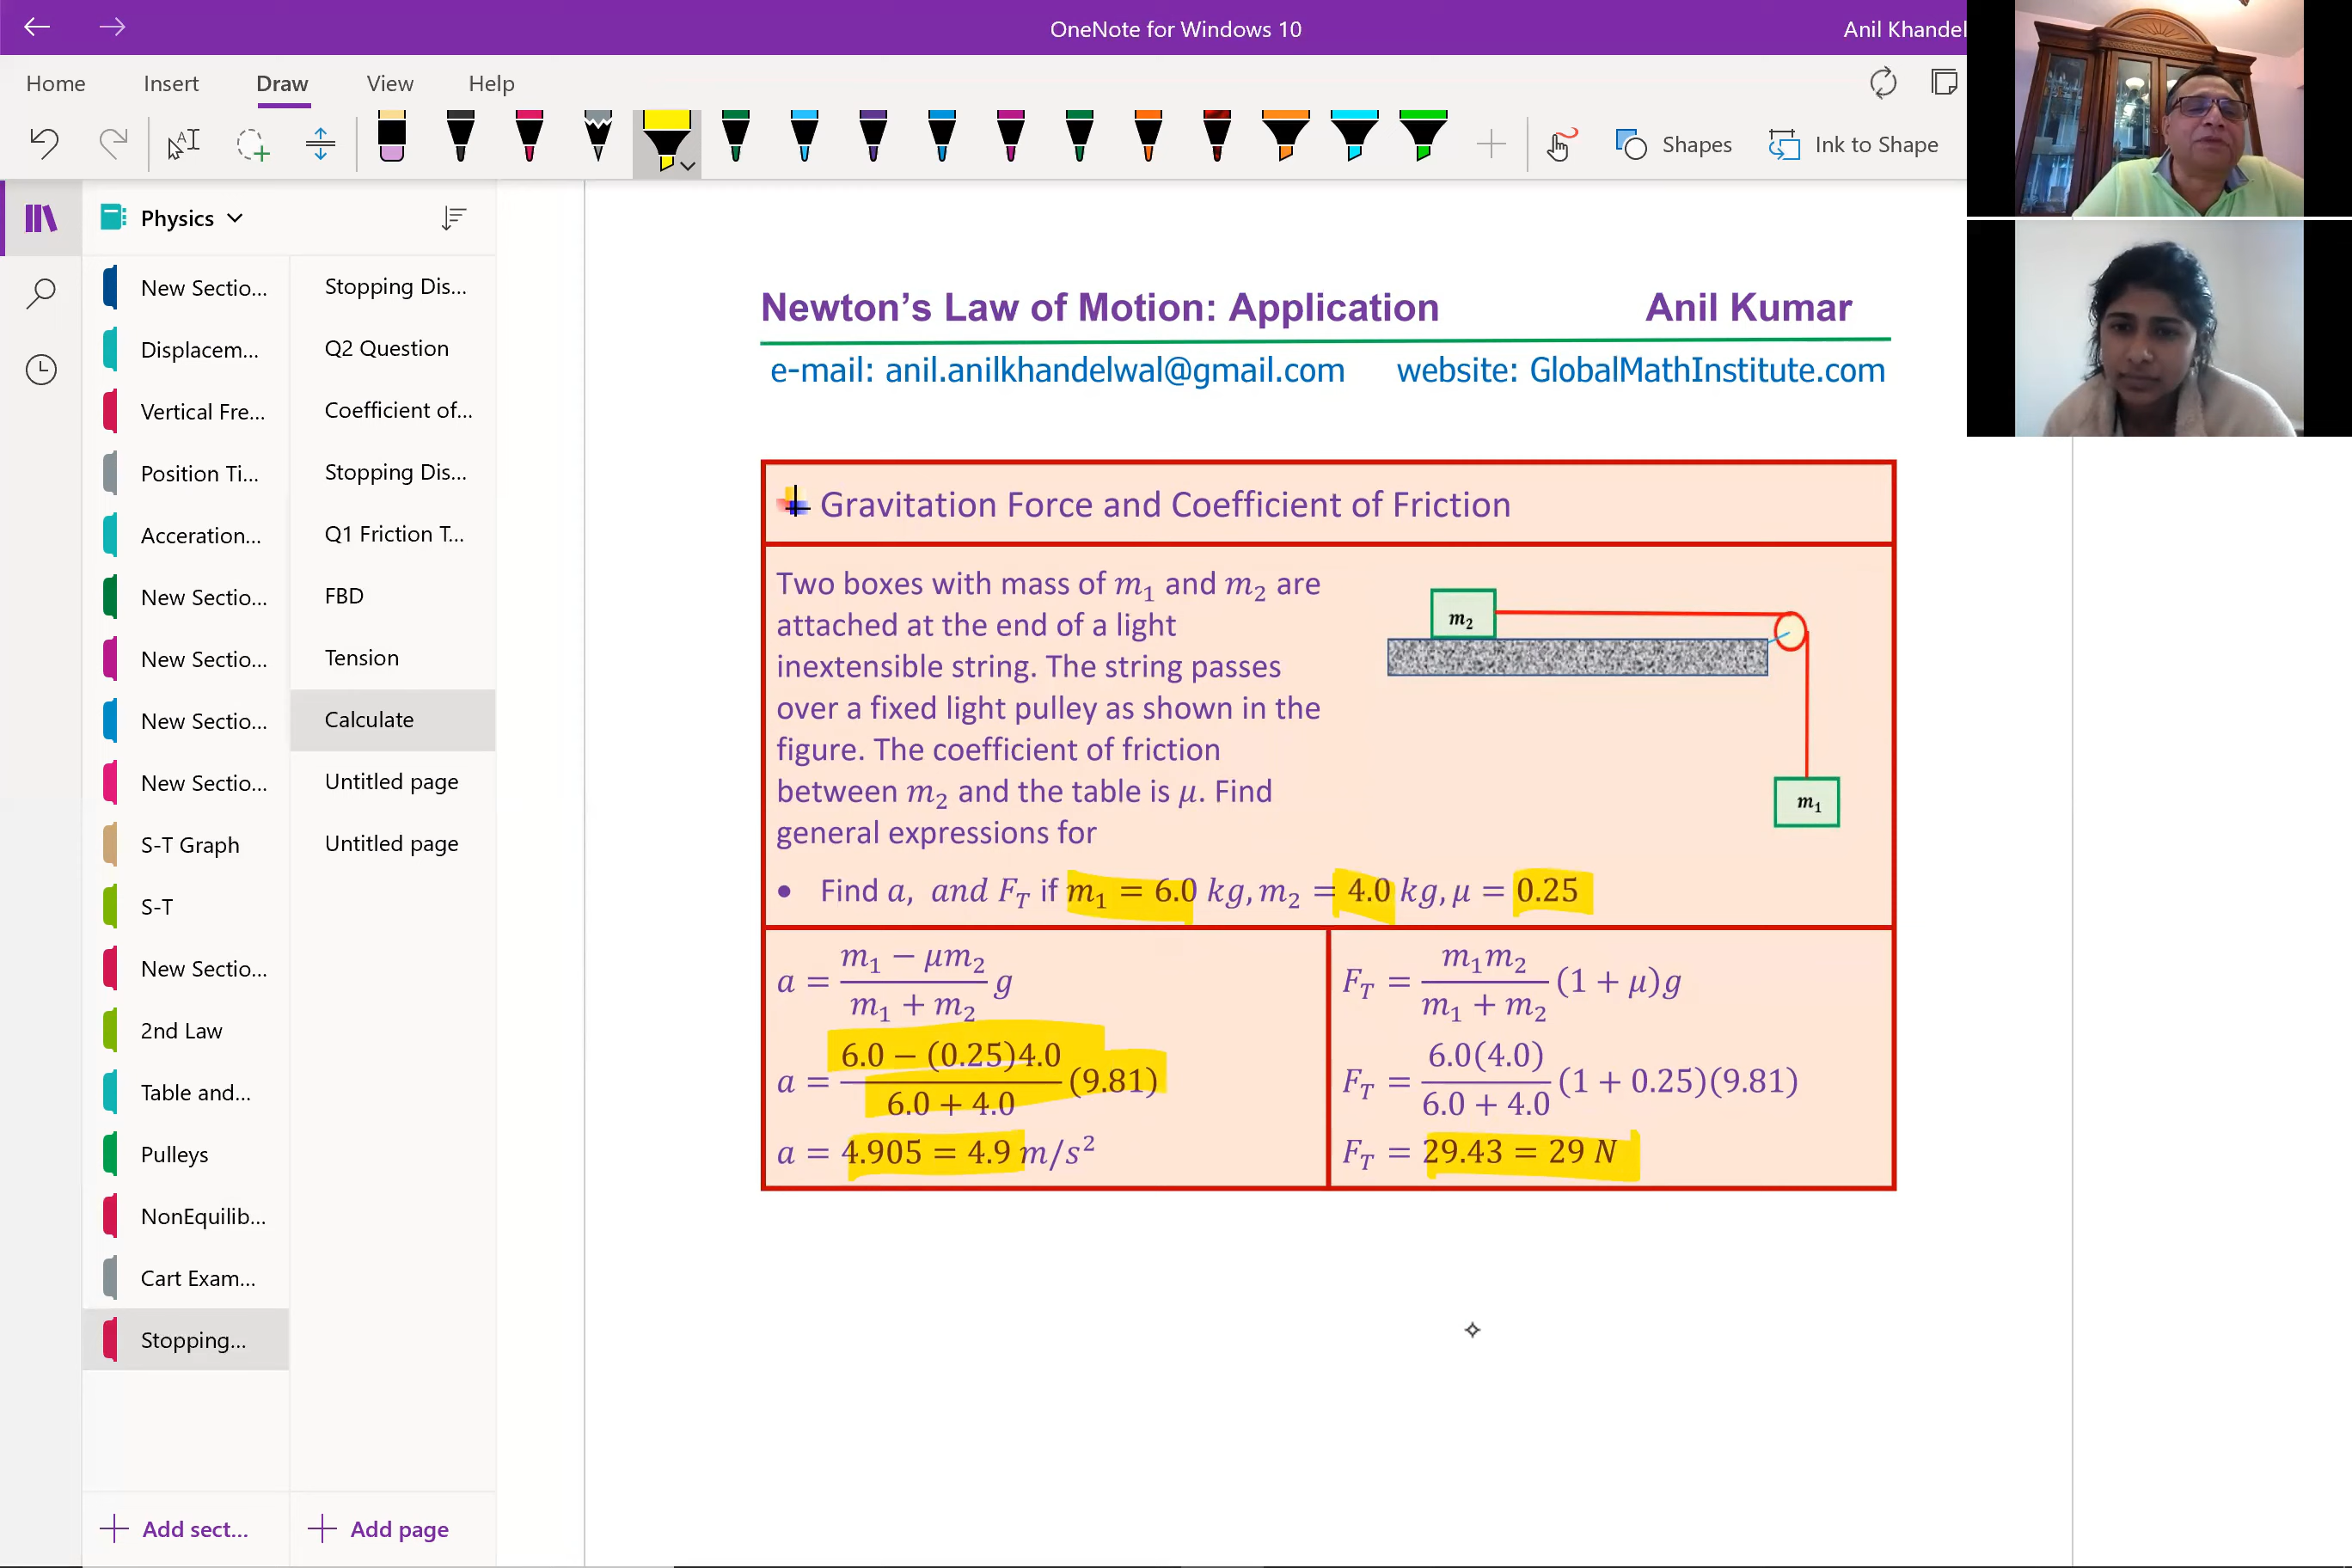 OneNote for Windows 10
Anil Khandel
Home Insert Draw View Help
Shapes Ink to Shape
Physics
New Sectio...
Displacem...
Vertical Fre...
Position Ti...
Acceration...
New Sectio...
New Sectio...
New Sectio...
New Sectio...
S-T Graph
S-T
New Sectio...
2nd Law
Table and...
Pulleys
NonEquilib...
Cart Exam...
Stopping...
Add sect...
Stopping Dis...
Q2 Question
Coefficient of...
Stopping Dis...
Q1 Friction T...
FBD
Tension
Calculate
Untitled page
Untitled page
Add page
Newton's Law of Motion: Application Anil Kumar
e-mail: anil.anilkhandelwal@gmail.com website: GlobalMathInstitute.com
Gravitation Force and Coefficient of Friction
Two boxes with mass of m₁ and m₂ are
attached at the end of a light
inextensible string. The string passes
over a fixed light pulley as shown in the
figure. The coefficient of friction
between m₂ and the table is μ. Find
general expressions for
m₂
m₁
• Find a, and F_T if m₁ = 6.0 kg, m₂ = 4.0 kg, μ = 0.25
a = (m₁ − μm₂)/(m₁ + m₂) g
a = (6.0 − (0.25)4.0)/(6.0 + 4.0) (9.81)
a = 4.905 = 4.9 m/s²
F_T = (m₁m₂)/(m₁ + m₂) (1 + μ)g
F_T = (6.0(4.0))/(6.0 + 4.0) (1 + 0.25)(9.81)
F_T = 29.43 = 29 N